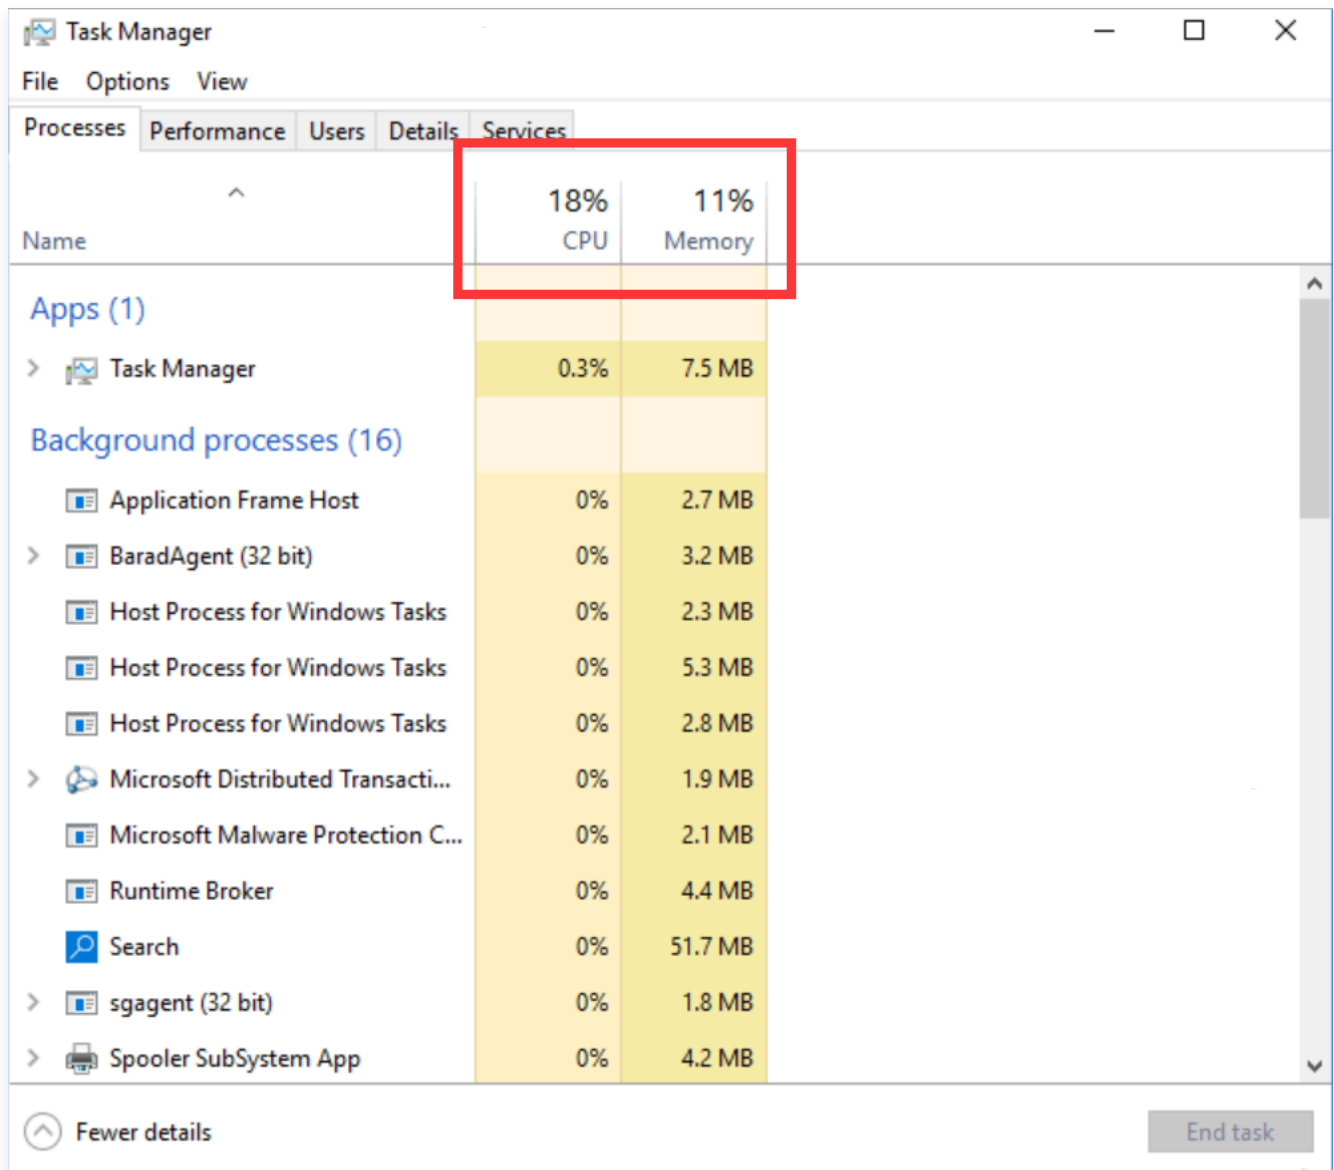 Task Manager
File Options View
Processes Performance Users Details Services
18% 11%
Name CPU Memory
Apps (1)
Task Manager 0.3% 7.5 MB
Background processes (16)
Application Frame Host 0% 2.7 MB
BaradAgent (32 bit) 0% 3.2 MB
Host Process for Windows Tasks 0% 2.3 MB
Host Process for Windows Tasks 0% 5.3 MB
Host Process for Windows Tasks 0% 2.8 MB
Microsoft Distributed Transacti... 0% 1.9 MB
Microsoft Malware Protection C... 0% 2.1 MB
Runtime Broker 0% 4.4 MB
Search 0% 51.7 MB
sgagent (32 bit) 0% 1.8 MB
Spooler SubSystem App 0% 4.2 MB
Fewer details End task